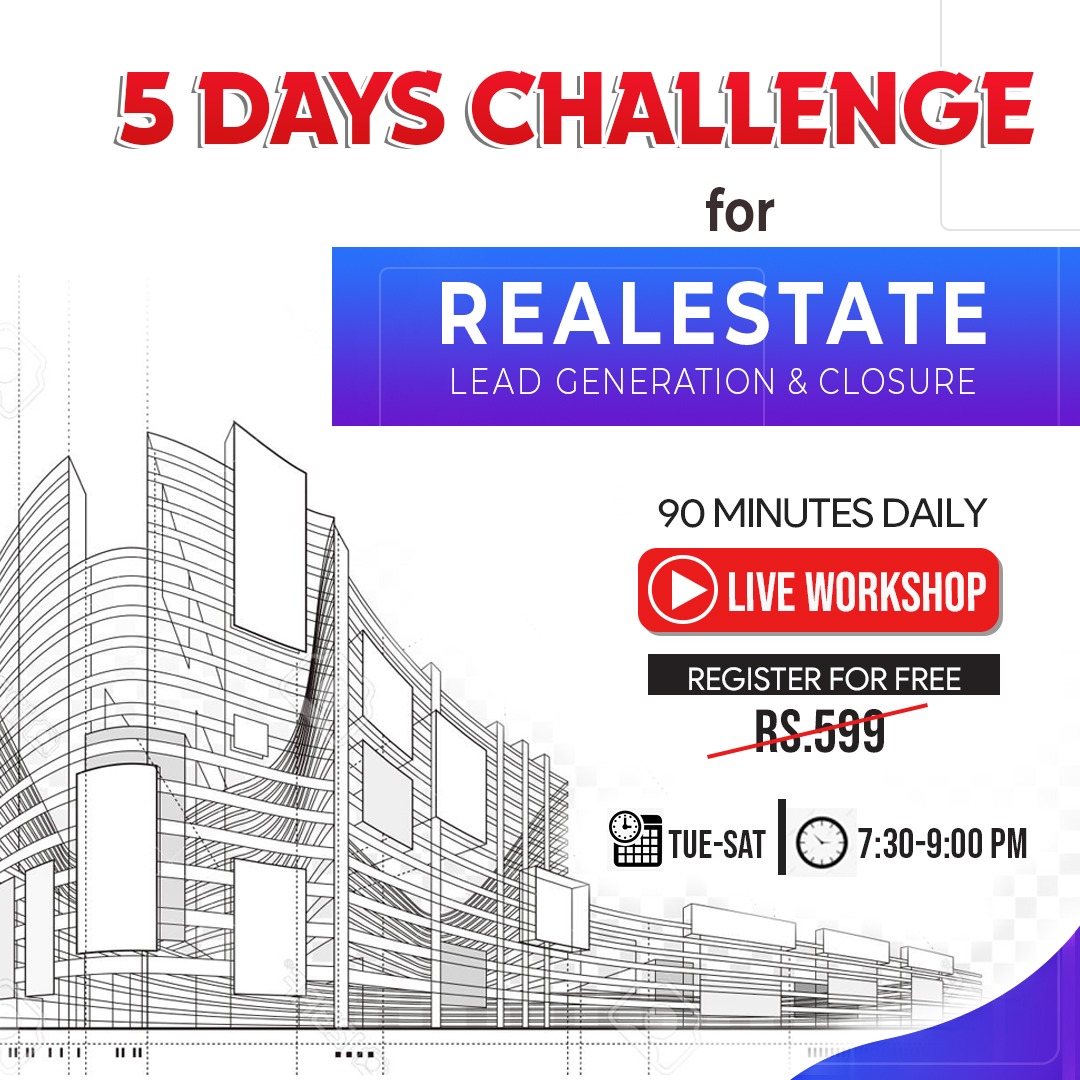 5 DAYS CHALLENGE
for
REALESTATE
LEAD GENERATION & CLOSURE
90 MINUTES DAILY
LIVE WORKSHOP
REGISTER FOR FREE
RS.599
TUE-SAT
7:30-9:00 PM